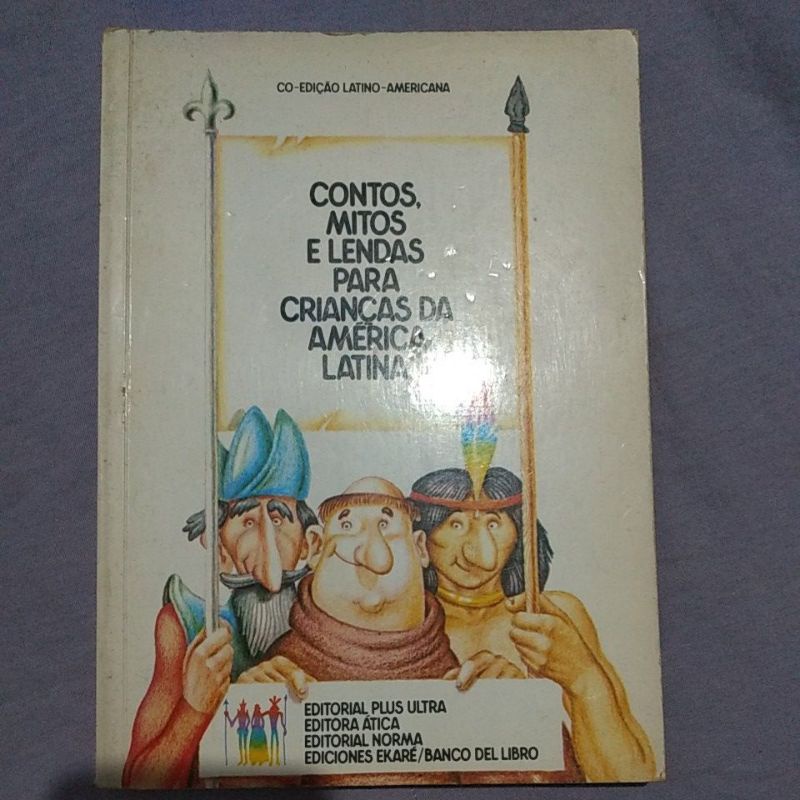 CO-EDIÇÃO LATINO-AMERICANA
CONTOS,
MITOS
E LENDAS
PARA
CRIANÇAS DA
AMÉRICA
LATINA
EDITORIAL PLUS ULTRA
EDITORA ÁTICA
EDITORIAL NORMA
EDICIONES EKARÉ/BANCO DEL LIBRO